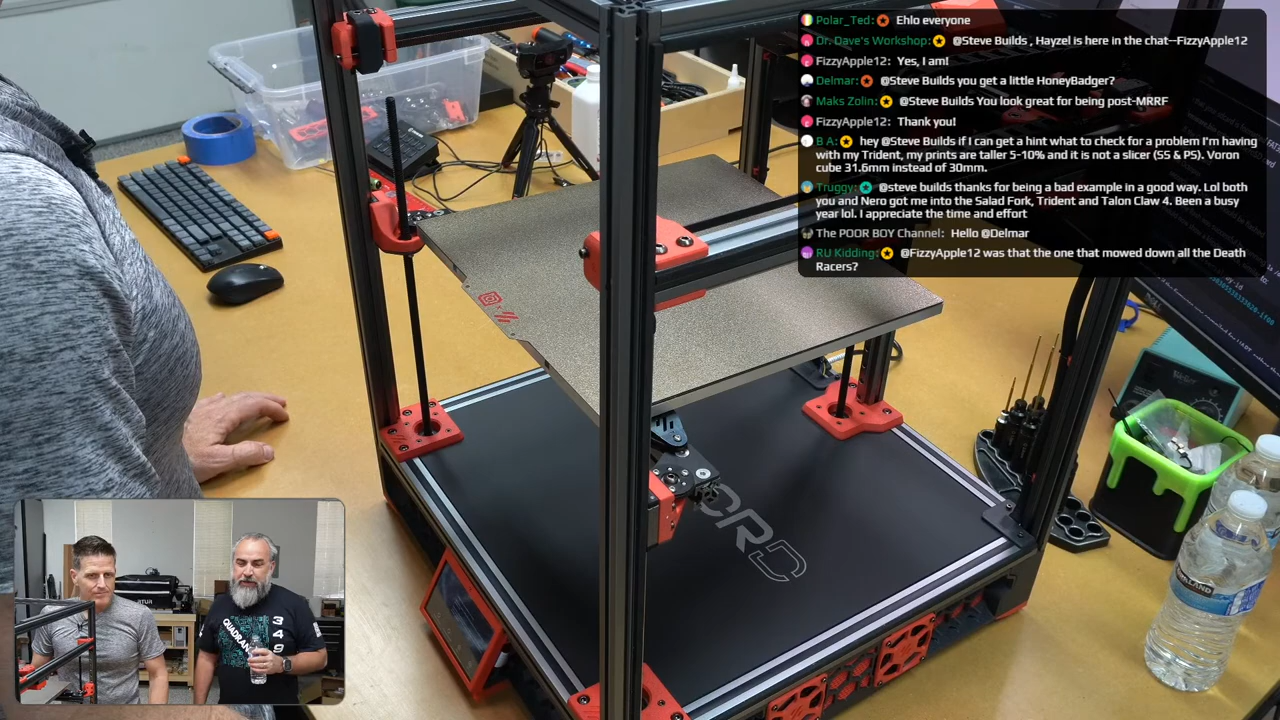 Polar_Ted: Ehlo everyone
Dr. Dave's Workshop: @Steve Builds , Hayzel is here in the chat--FizzyApple12
FizzyApple12: Yes, I am!
Delmar: @Steve Builds you get a little HoneyBadger?
Maks Zolin: @Steve Builds You look great for being post-MRRF
FizzyApple12: Thank you!
B A: hey @Steve Builds if I can get a hint what to check for a problem I'm having
with my Trident, my prints are taller 5-10% and it is not a slicer (SS & PS). Voron
cube 31.6mm instead of 30mm.
Truggy: @steve builds thanks for being a bad example in a good way. Lol both
you and Nero got me into the Salad Fork, Trident and Talon Claw 4. Been a busy
year lol. I appreciate the time and effort
The POOR BOY Channel: Hello @Delmar
RU Kidding: @FizzyApple12 was that the one that mowed down all the Death
Racers?
3
4
9